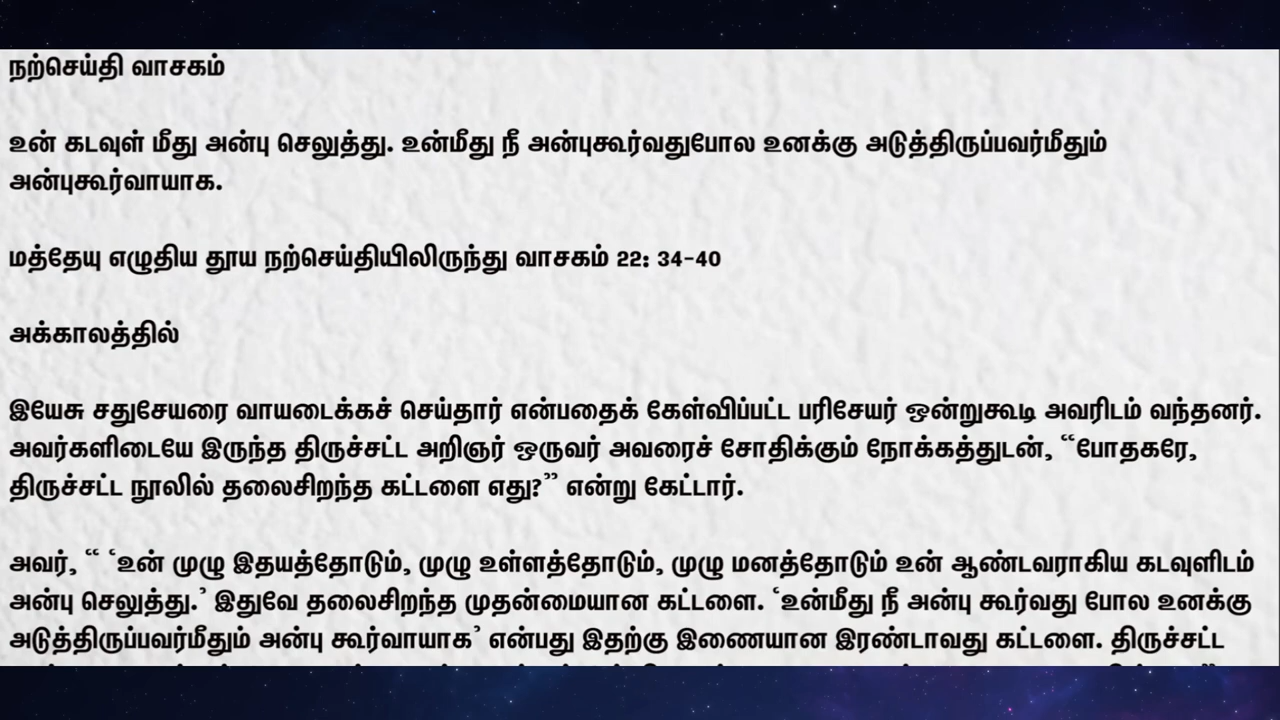 நற்செய்தி வாசகம்
உன் கடவுள் மீது அன்பு செலுத்து. உன்மீது நீ அன்புகூர்வதுபோல உனக்கு அடுத்திருப்பவர்மீதும்
அன்புகூர்வாயாக.
மத்தேயு எழுதிய தூய நற்செய்தியிலிருந்து வாசகம் 22: 34-40
அக்காலத்தில்
இயேசு சதுசேயரை வாயடைக்கச் செய்தார் என்பதைக் கேள்விப்பட்ட பரிசேயர் ஒன்றுகூடி அவரிடம் வந்தனர்.
அவர்களிடையே இருந்த திருச்சட்ட அறிஞர் ஒருவர் அவரைச் சோதிக்கும் நோக்கத்துடன், “போதகரே,
திருச்சட்ட நூலில் தலைசிறந்த கட்டளை எது?” என்று கேட்டார்.
அவர், “ ‘உன் முழு இதயத்தோடும், முழு உள்ளத்தோடும், முழு மனத்தோடும் உன் ஆண்டவராகிய கடவுளிடம்
அன்பு செலுத்து.’ இதுவே தலைசிறந்த முதன்மையான கட்டளை. ‘உன்மீது நீ அன்பு கூர்வது போல உனக்கு
அடுத்திருப்பவர்மீதும் அன்பு கூர்வாயாக’ என்பது இதற்கு இணையான இரண்டாவது கட்டளை. திருச்சட்ட